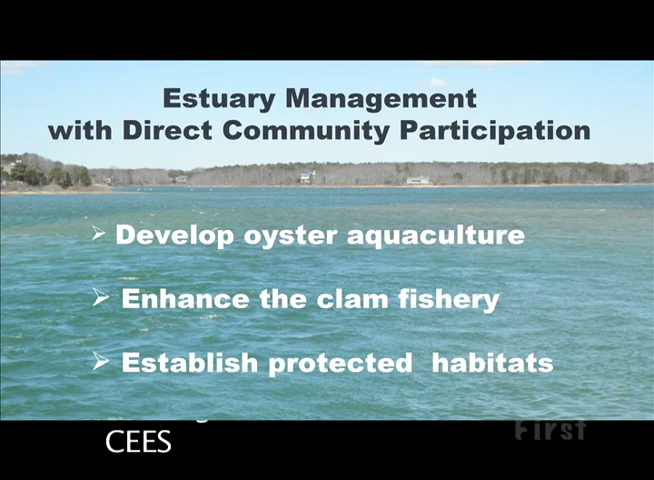 Estuary Management
with Direct Community Participation
Develop oyster aquaculture
Enhance the clam fishery
Establish protected habitats
CEES
First